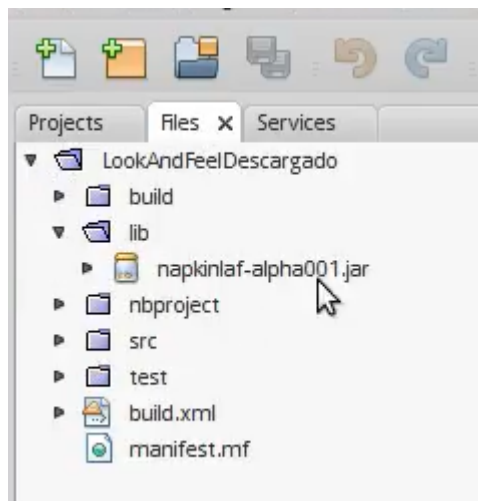 Projects Files x Services
LookAndFeelDescargado
build
lib
napkinlaf-alpha001.jar
nbproject
src
test
build.xml
manifest.mf